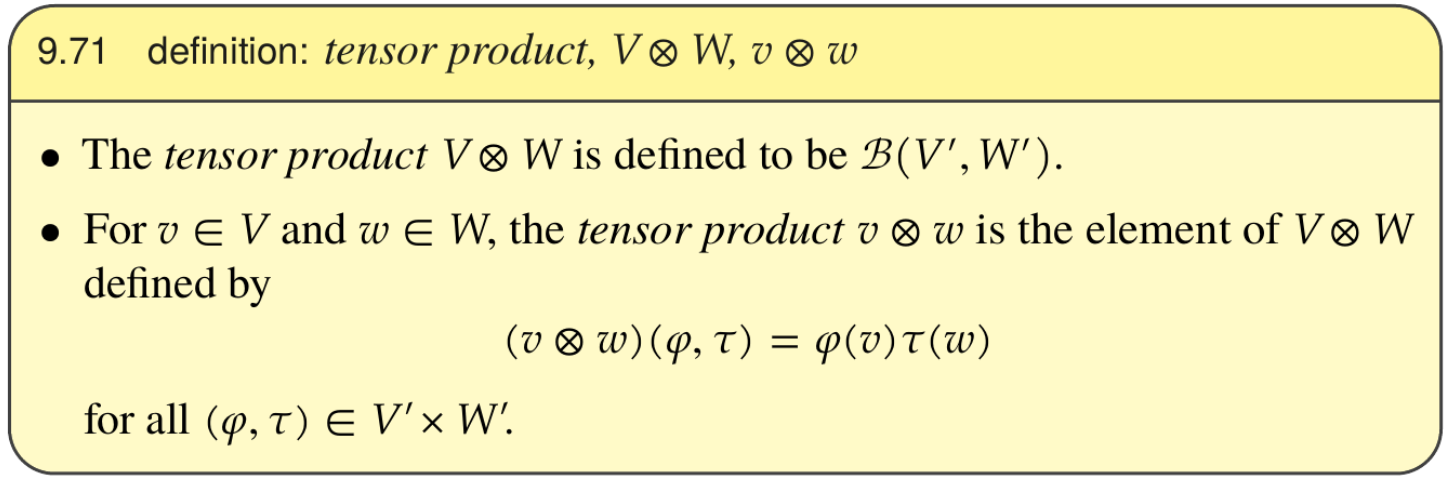 9.71 definition: tensor product, V ⊗ W, v ⊗ w
• The tensor product V ⊗ W is defined to be ℬ(V′, W′).
• For v ∈ V and w ∈ W, the tensor product v ⊗ w is the element of V ⊗ W
defined by
(v ⊗ w)(φ, τ) = φ(v)τ(w)
for all (φ, τ) ∈ V′ × W′.